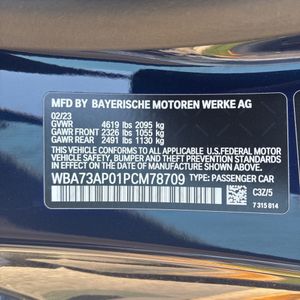 MFD BY BAYERISCHE MOTOREN WERKE AG
02/23
GVWR 4619 lbs 2095 kg
GAWR FRONT 2326 lbs 1055 kg
GAWR REAR 2491 lbs 1130 kg
THIS VEHICLE CONFORMS TO ALL APPLICABLE
U.S.FEDERAL MOTOR VEHICLE SAFETY, BUMPER,
AND THEFT PREVENTION STANDARDS
IN EFFECT ON THE DATE OF
MANUFACTURE SHOWN ABOVE.
WBA73AP01PCM78709 TYPE: PASSENGER CAR
C3Z/5
7 315 814